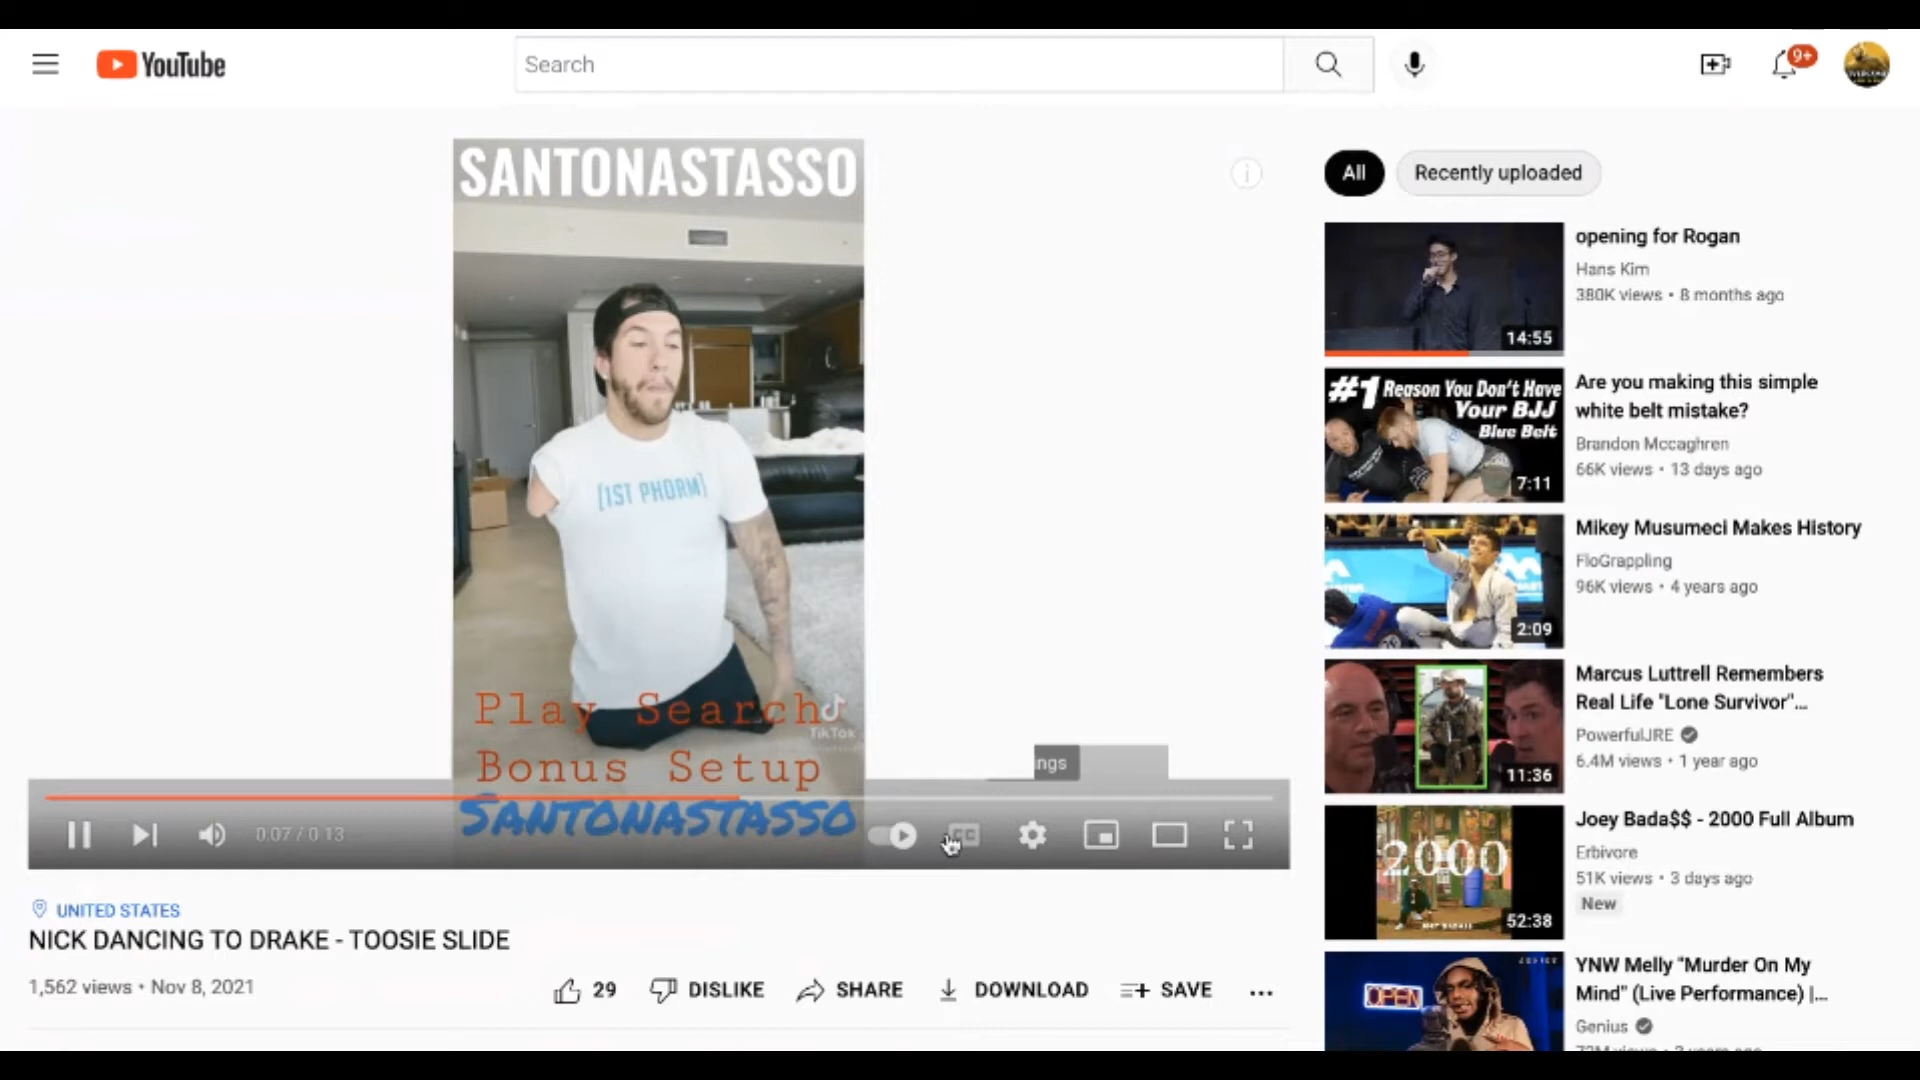 YouTube
Search
9+
SANTONASTASSO
[1ST PHORM]
Play Search
TikTok
Bonus Setup
SANTONASTASSO
ngs
0:07 / 0:13
CC
UNITED STATES
NICK DANCING TO DRAKE - TOOSIE SLIDE
1,562 views • Nov 8, 2021
29
DISLIKE
SHARE
DOWNLOAD
SAVE
All
Recently uploaded
14:55
opening for Rogan
Hans Kim
380K views • 8 months ago
#1 Reason You Don't Have
Your BJJ
Blue Belt
7:11
Are you making this simple
white belt mistake?
Brandon Mccaghren
66K views • 13 days ago
2:09
Mikey Musumeci Makes History
FloGrappling
96K views • 4 years ago
11:36
Marcus Luttrell Remembers
Real Life "Lone Survivor"...
PowerfulJRE
6.4M views • 1 year ago
2000
52:38
Joey Bada$$ - 2000 Full Album
Erbivore
51K views • 3 days ago
New
OPEN
YNW Melly "Murder On My
Mind" (Live Performance) |...
Genius